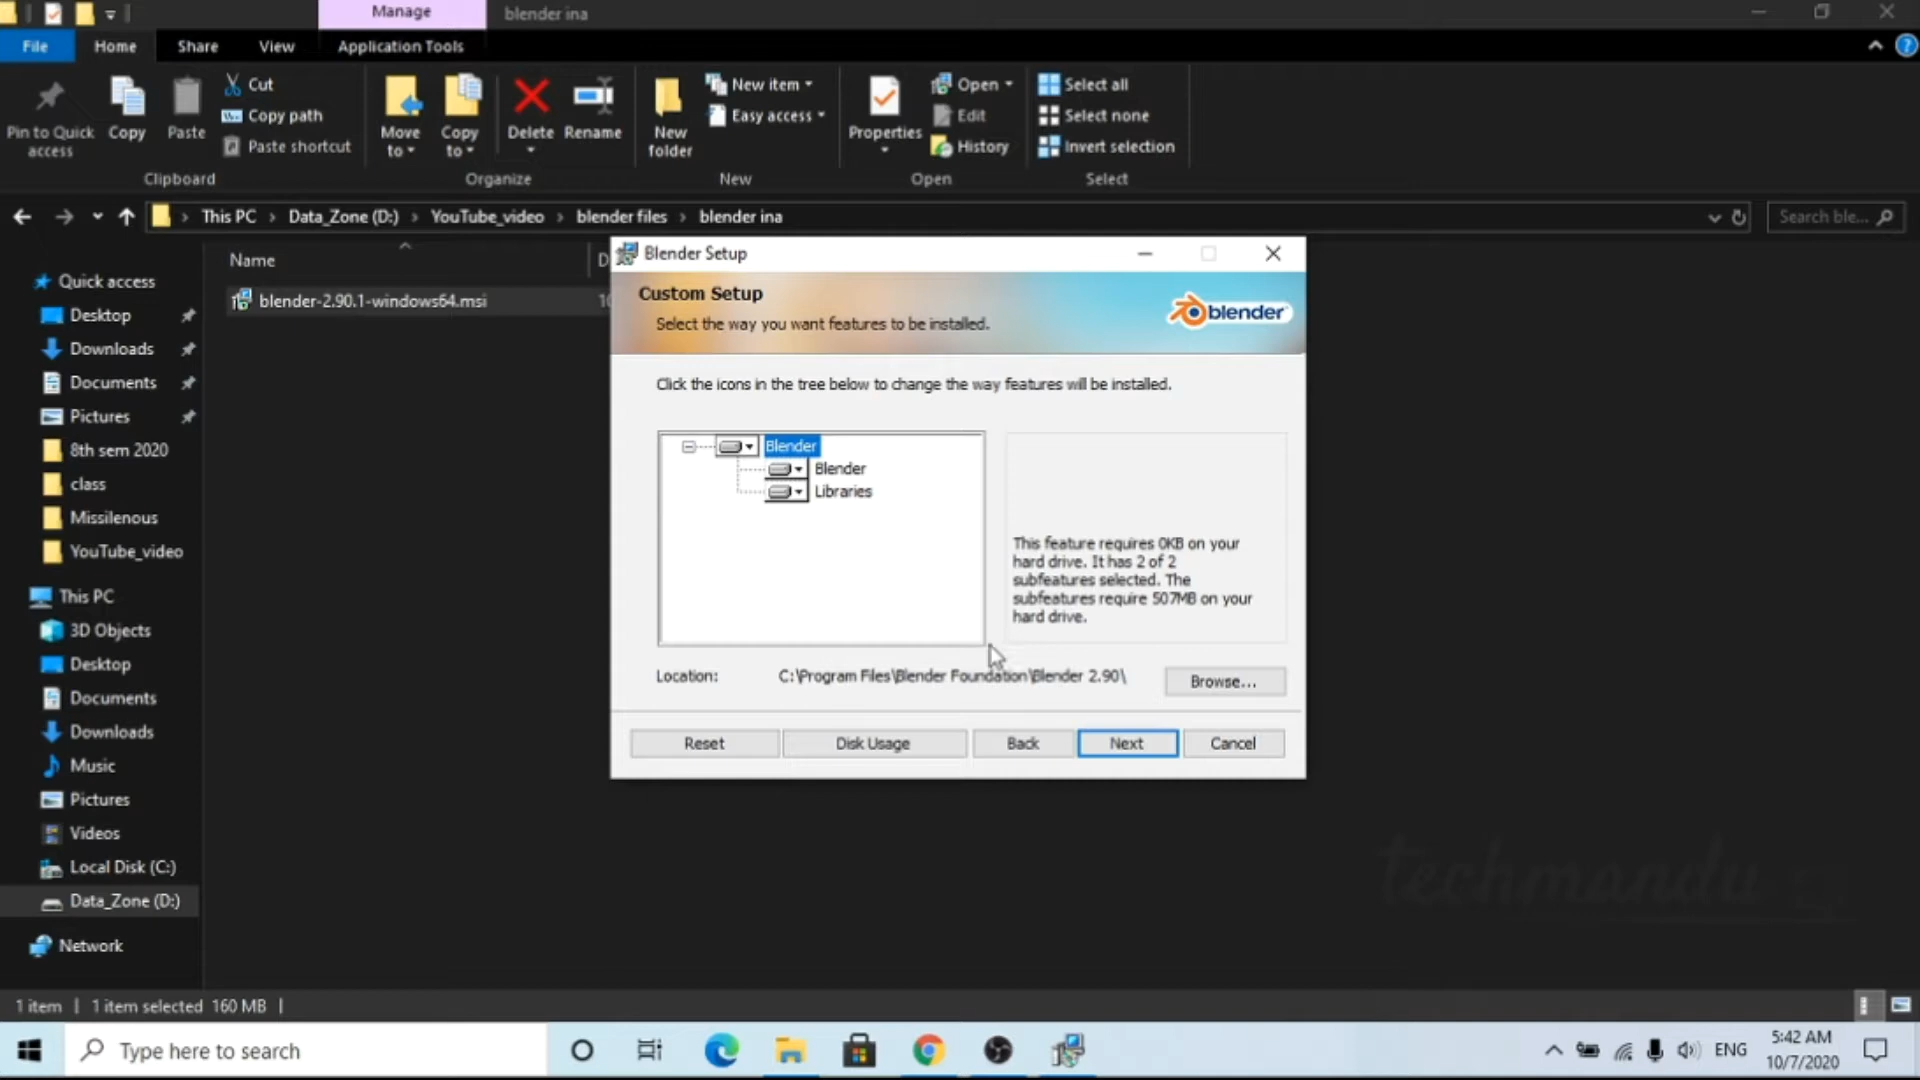 Manage
blender ina
File
Home
Share
View
Application Tools
Pin to Quick access
Copy
Paste
Cut
Copy path
Paste shortcut
Clipboard
Move to
Copy to
Delete
Rename
Organize
New folder
New item
Easy access
New
Properties
Open
Edit
History
Open
Select all
Select none
Invert selection
Select
This PC > Data_Zone (D:) > YouTube_video > blender files > blender ina
Search ble...
Name
D
blender-2.90.1-windows64.msi
10
Quick access
Desktop
Downloads
Documents
Pictures
8th sem 2020
class
Missilenous
YouTube_video
This PC
3D Objects
Desktop
Documents
Downloads
Music
Pictures
Videos
Local Disk (C:)
Data_Zone (D:)
Network
Blender Setup
Custom Setup
Select the way you want features to be installed.
blender
Click the icons in the tree below to change the way features will be installed.
Blender
Blender
Libraries
This feature requires 0KB on your
hard drive. It has 2 of 2
subfeatures selected. The
subfeatures require 507MB on your
hard drive.
Location:
C:\Program Files\Blender Foundation\Blender 2.90\
Browse...
Reset
Disk Usage
Back
Next
Cancel
techmandu
1 item
1 item selected 160 MB
Type here to search
ENG
5:42 AM
10/7/2020